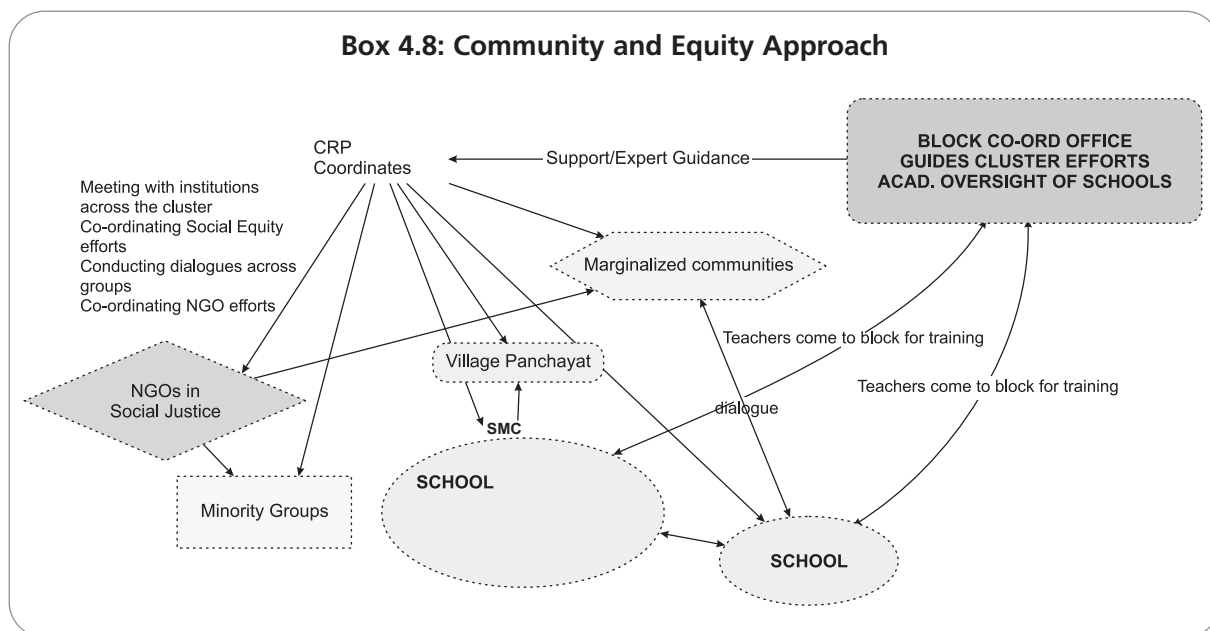 Box 4.8: Community and Equity Approach
CRP
Coordinates
Support/Expert Guidance
BLOCK CO-ORD OFFICE
GUIDES CLUSTER EFFORTS
ACAD. OVERSIGHT OF SCHOOLS
Meeting with institutions
across the cluster
Co-ordinating Social Equity
efforts
Conducting dialogues across
groups
Co-ordinating NGO efforts
Marginalized communities
Teachers come to block for training
Village Panchayat
Teachers come to block for training
NGOs in
Social Justice
dialogue
SMC
SCHOOL
Minority Groups
SCHOOL